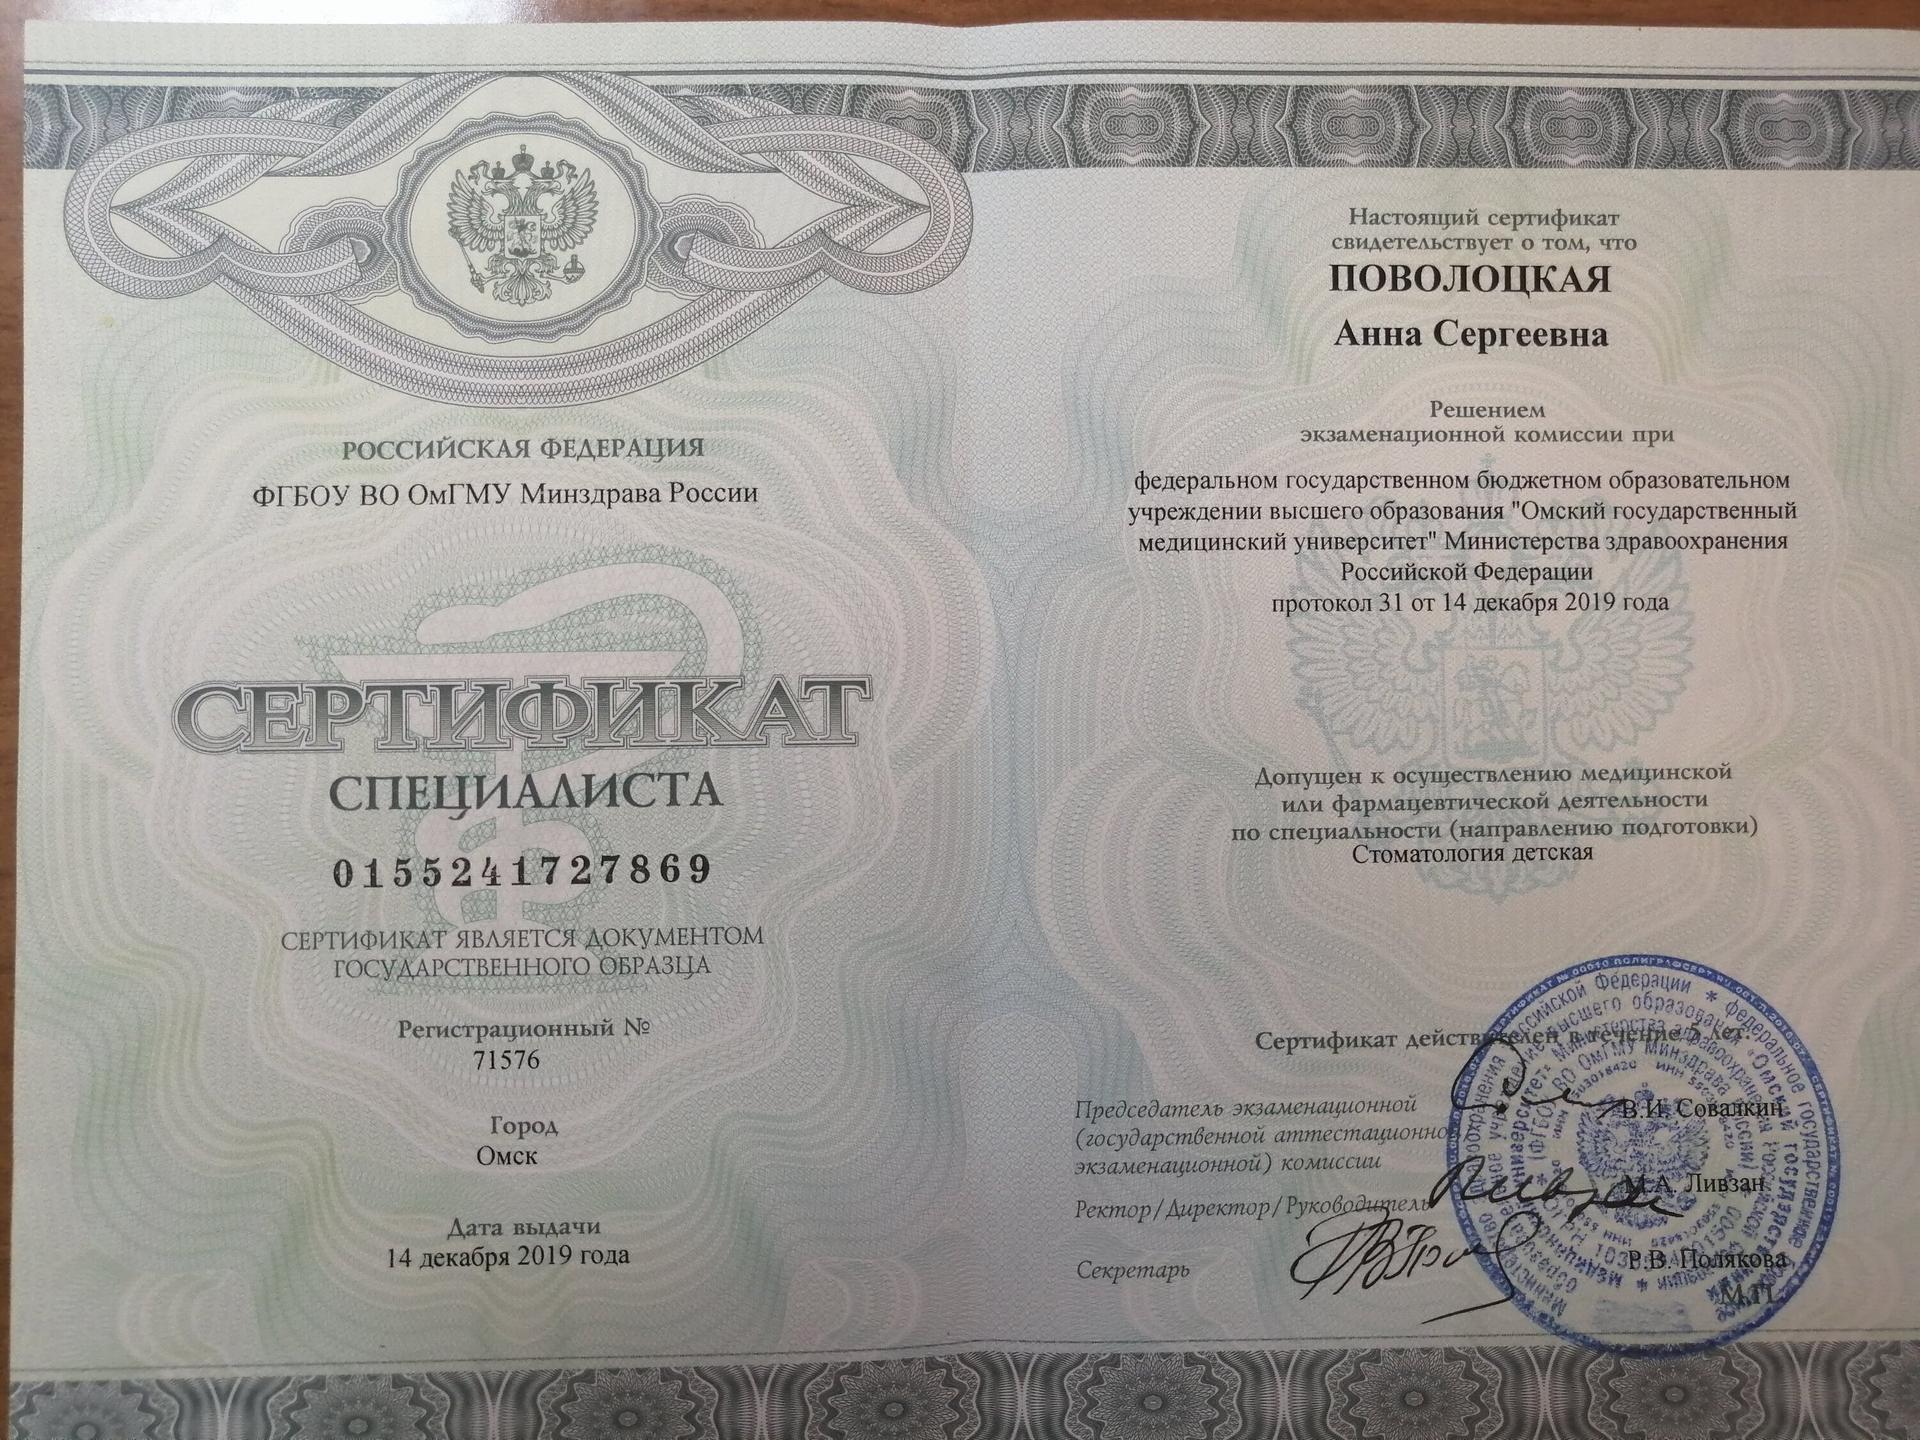 РОССИЙСКАЯ ФЕДЕРАЦИЯ
ФГБОУ ВО ОмГМУ Минздрава России
СЕРТИФИКАТ
СПЕЦИАЛИСТА
0155241727869
СЕРТИФИКАТ ЯВЛЯЕТСЯ ДОКУМЕНТОМ
ГОСУДАРСТВЕННОГО ОБРАЗЦА
Регистрационный №
71576
Город
Омск
Дата выдачи
14 декабря 2019 года
Настоящий сертификат
свидетельствует о том, что
ПОВОЛОЦКАЯ
Анна Сергеевна
Решением
экзаменационной комиссии при
федеральном государственном бюджетном образовательном
учреждении высшего образования "Омский государственный
медицинский университет" Министерства здравоохранения
Российской Федерации
протокол 31 от 14 декабря 2019 года
Допущен к осуществлению медицинской
или фармацевтической деятельности
по специальности (направлению подготовки)
Стоматология детская
Сертификат действителен в течение 5 лет.
Председатель экзаменационной
(государственной аттестационной
экзаменационной) комиссии
В.И. Совалкин
Ректор/Директор/Руководитель
М.А. Ливзан
Секретарь
Р.В. Полякова
М.П.